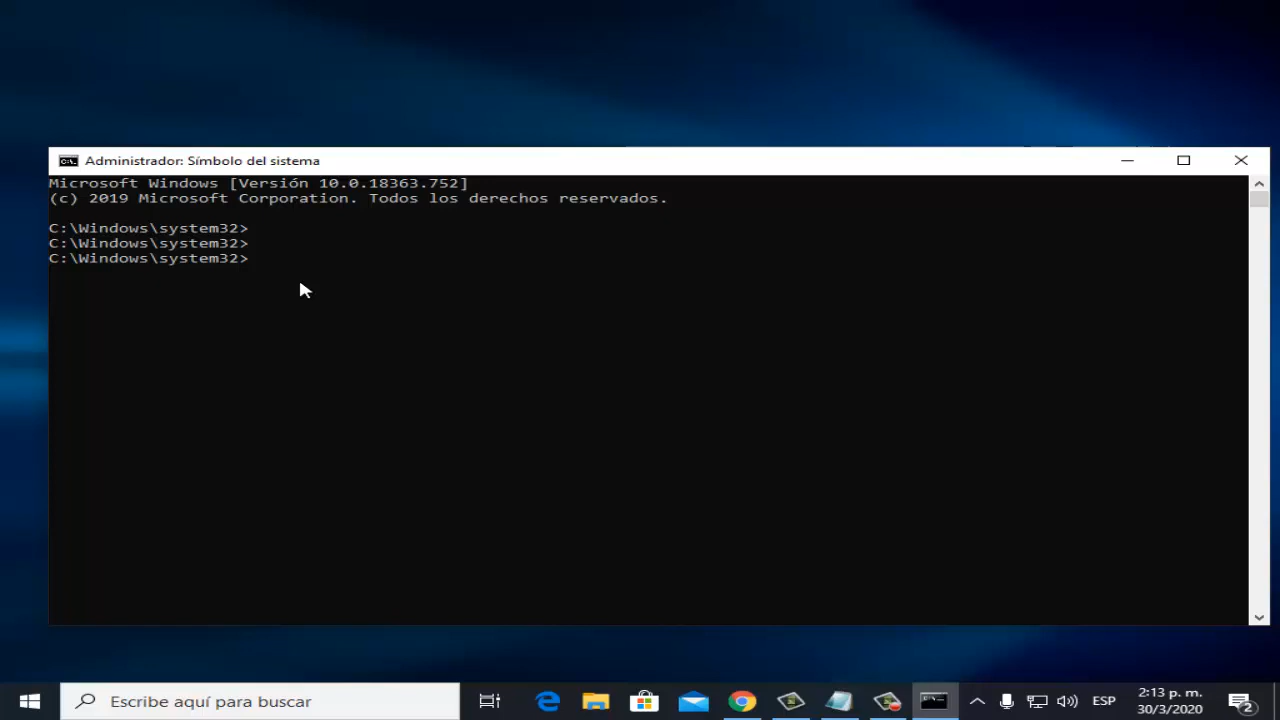 Administrador: Símbolo del sistema
Microsoft Windows [Versión 10.0.18363.752]
(c) 2019 Microsoft Corporation. Todos los derechos reservados.
C:\Windows\system32>
C:\Windows\system32>
C:\Windows\system32>
Escribe aquí para buscar
ESP
2:13 p. m.
30/3/2020
2